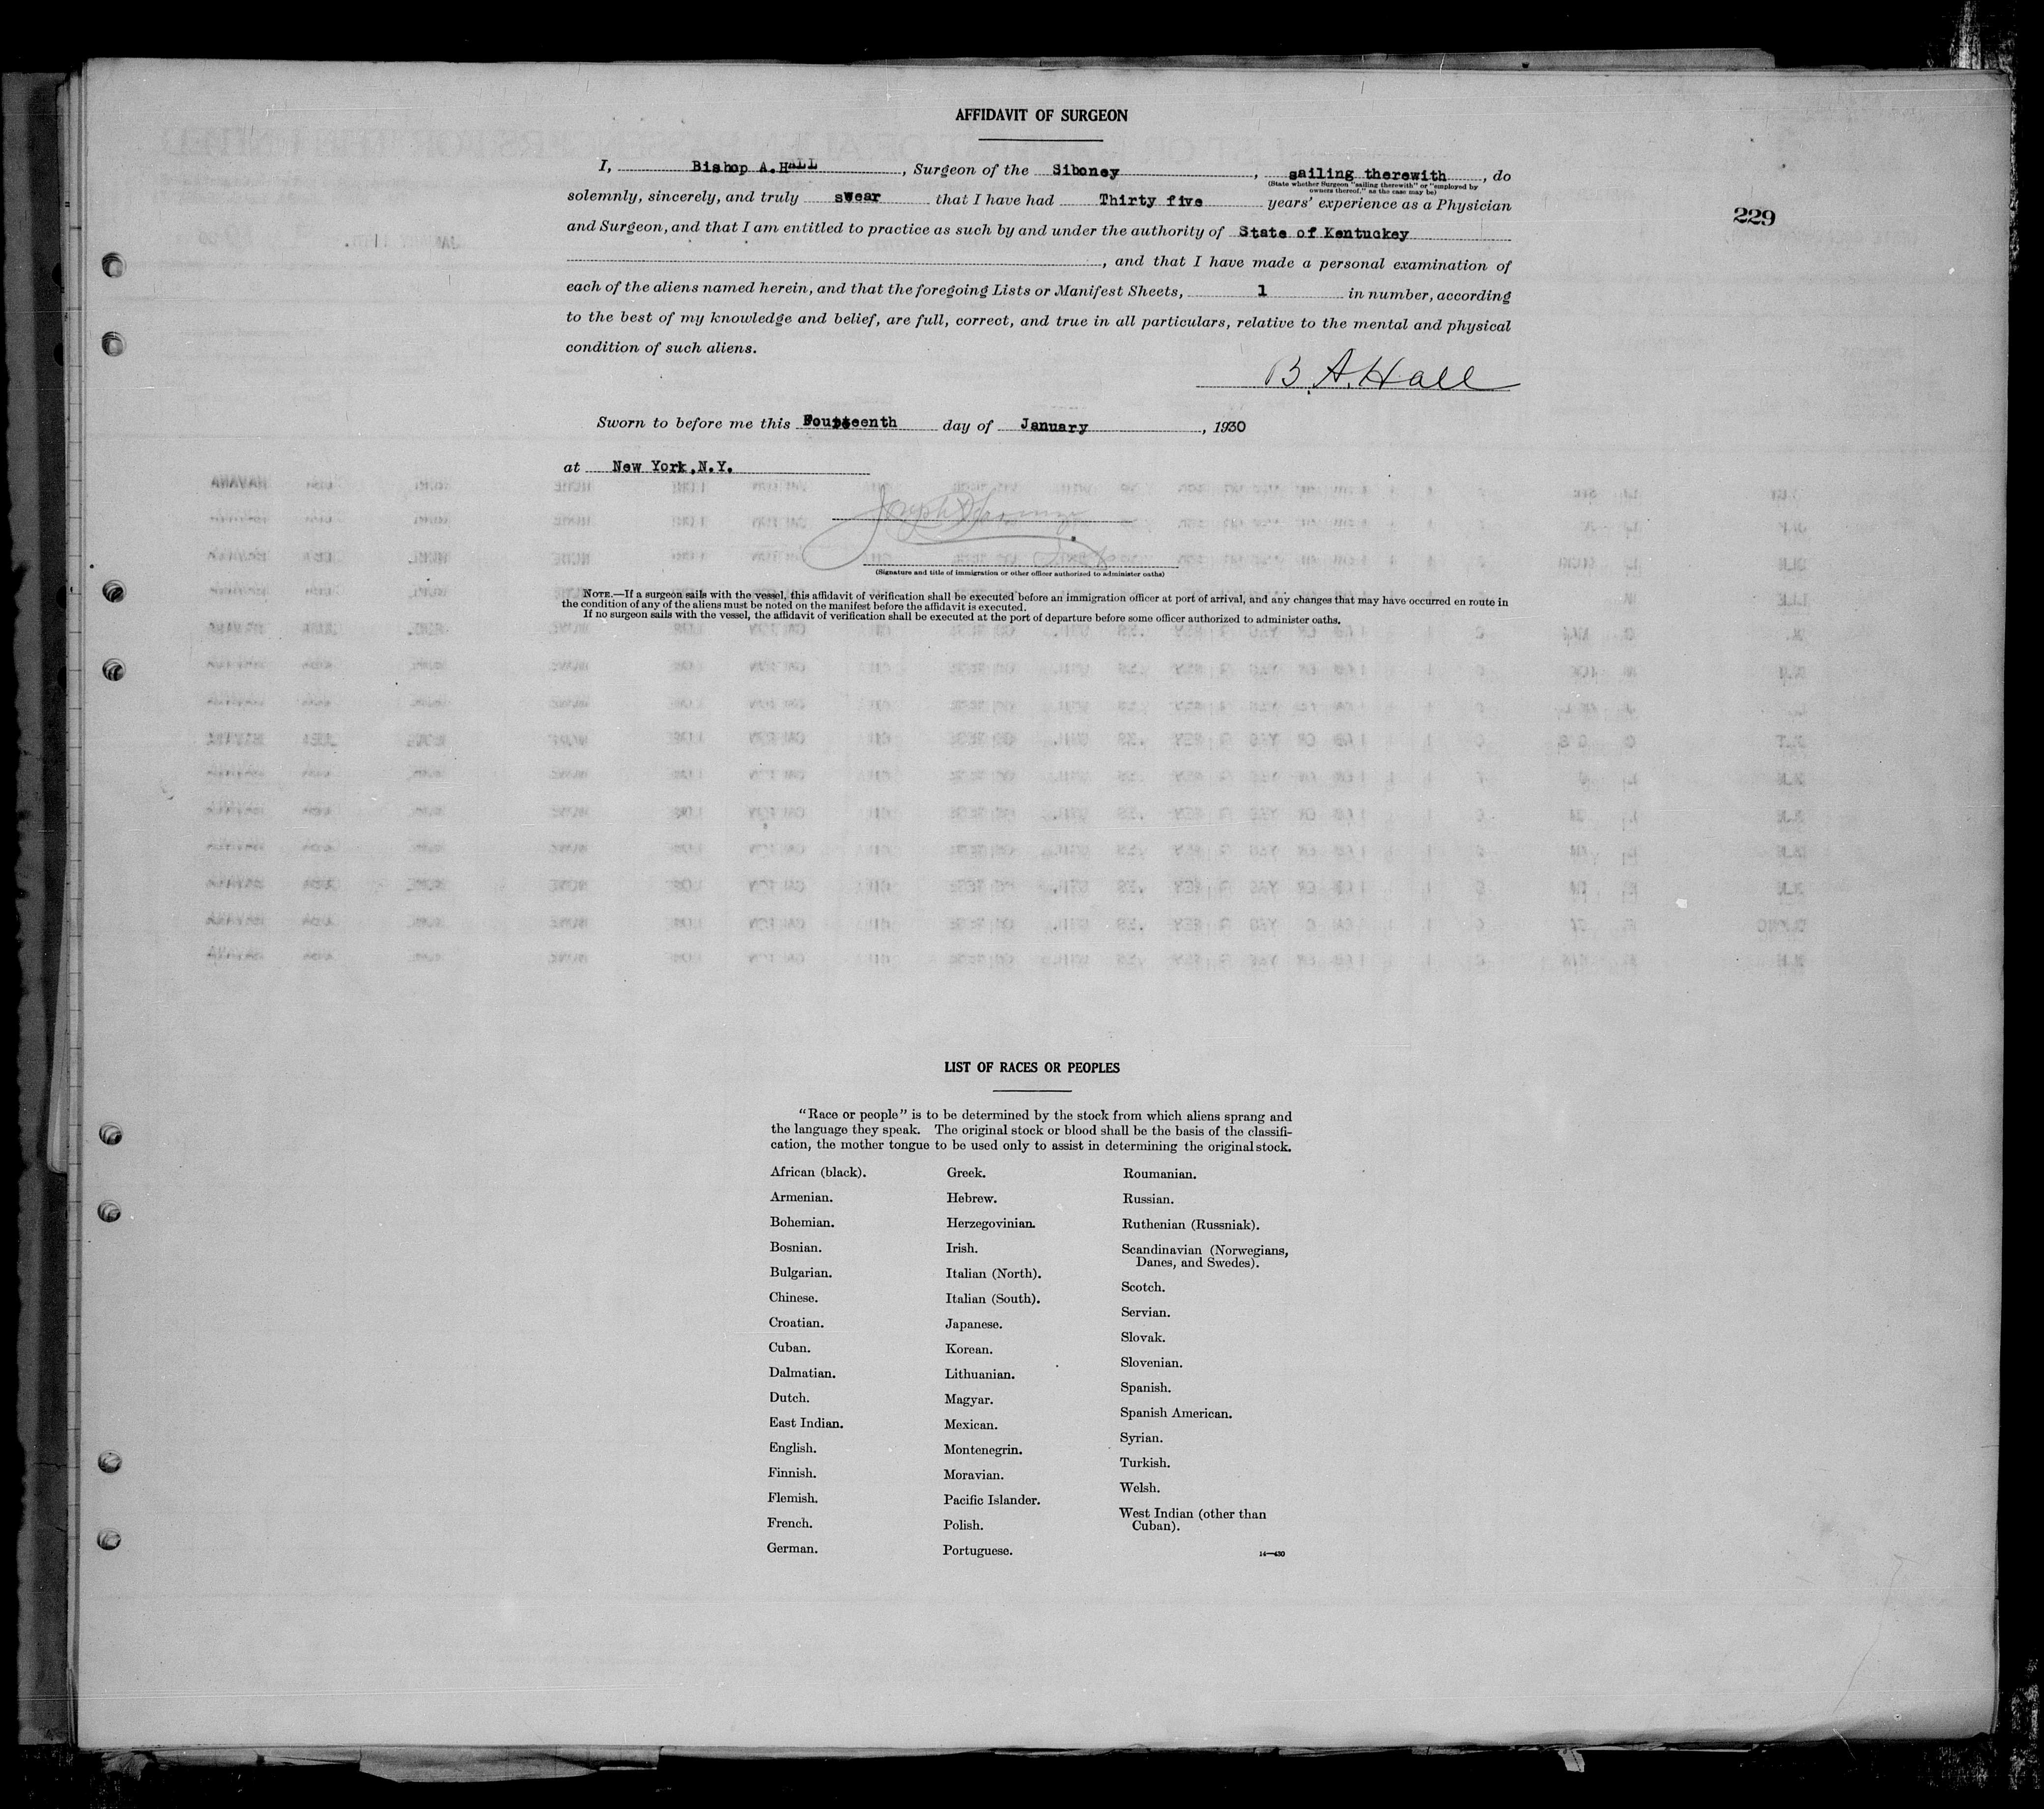 AFFIDAVIT OF SURGEON
I, Bishop A.HALL, Surgeon of the Siboney, sailing therewith, do
(State whether Surgeon "sailing therewith" or "employed by
owners thereof," as the case may be)
solemnly, sincerely, and truly swear that I have had Thirty five years' experience as a Physician
229
and Surgeon, and that I am entitled to practice as such by and under the authority of State of Kentuckey
, and that I have made a personal examination of
each of the aliens named herein, and that the foregoing Lists or Manifest Sheets, 1 in number, according
to the best of my knowledge and belief, are full, correct, and true in all particulars, relative to the mental and physical
condition of such aliens.
B. A. Hall
Sworn to before me this Fourteenth day of January, 1930
at New York,N.Y.
Joseph
(Signature and title of immigration or other officer authorized to administer oaths)
NOTE.—If a surgeon sails with the vessel, this affidavit of verification shall be executed before an immigration officer at port of arrival, and any changes that may have occurred en route in
the condition of any of the aliens must be noted on the manifest before the affidavit is executed.
If no surgeon sails with the vessel, the affidavit of verification shall be executed at the port of departure before some officer authorized to administer oaths.
LIST OF RACES OR PEOPLES
"Race or people" is to be determined by the stock from which aliens sprang and
the language they speak. The original stock or blood shall be the basis of the classifi-
cation, the mother tongue to be used only to assist in determining the original stock.
African (black).
Armenian.
Bohemian.
Bosnian.
Bulgarian.
Chinese.
Croatian.
Cuban.
Dalmatian.
Dutch.
East Indian.
English.
Finnish.
Flemish.
French.
German.
Greek.
Hebrew.
Herzegovinian.
Irish.
Italian (North).
Italian (South).
Japanese.
Korean.
Lithuanian.
Magyar.
Mexican.
Montenegrin.
Moravian.
Pacific Islander.
Polish.
Portuguese.
Roumanian.
Russian.
Ruthenian (Russniak).
Scandinavian (Norwegians,
Danes, and Swedes).
Scotch.
Servian.
Slovak.
Slovenian.
Spanish.
Spanish American.
Syrian.
Turkish.
Welsh.
West Indian (other than
Cuban).
14—430